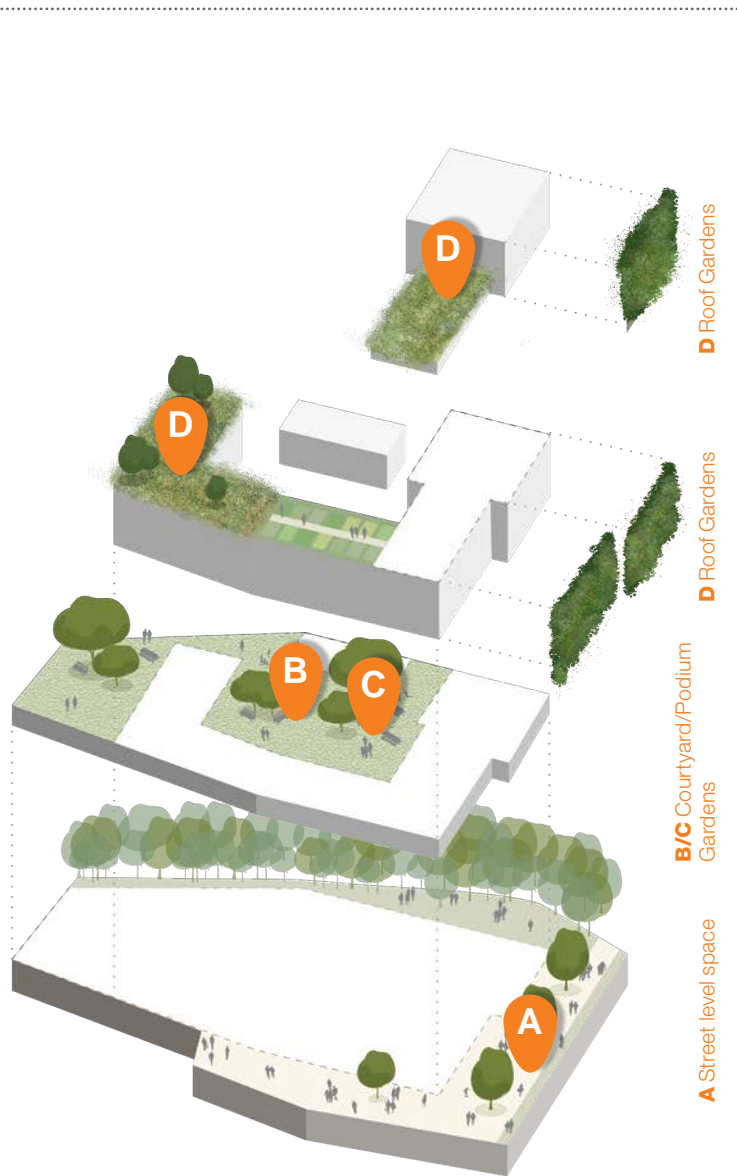 D
D Roof Gardens
D
D Roof Gardens
B
C
B/C Courtyard/Podium
Gardens
A
A Street level space